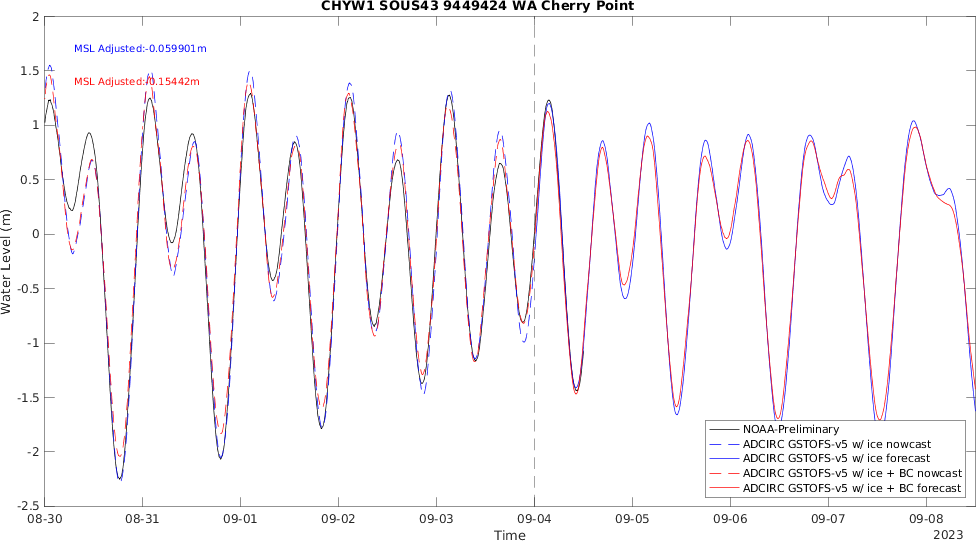 CHYW1 SOUS43 9449424 WA Cherry Point
MSL Adjusted:-0.059901m
MSL Adjusted:-0.15442m
2
1.5
1
0.5
0
-0.5
-1
-1.5
-2
-2.5
Water Level (m)
NOAA-Preliminary
ADCIRC GSTOFS-v5 w/ ice nowcast
ADCIRC GSTOFS-v5 w/ ice forecast
ADCIRC GSTOFS-v5 w/ ice + BC nowcast
ADCIRC GSTOFS-v5 w/ ice + BC forecast
08-30 08-31 09-01 09-02 09-03 09-04 09-05 09-06 09-07 09-08
Time
2023